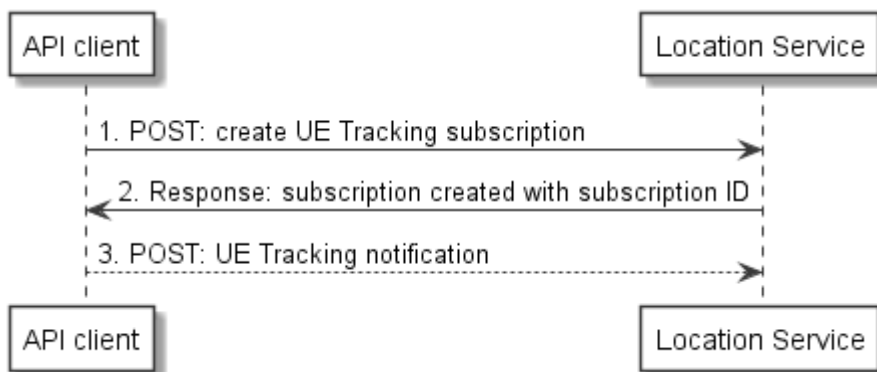 API client
Location Service
1. POST: create UE Tracking subscription
2. Response: subscription created with subscription ID
3. POST: UE Tracking notification
API client
Location Service